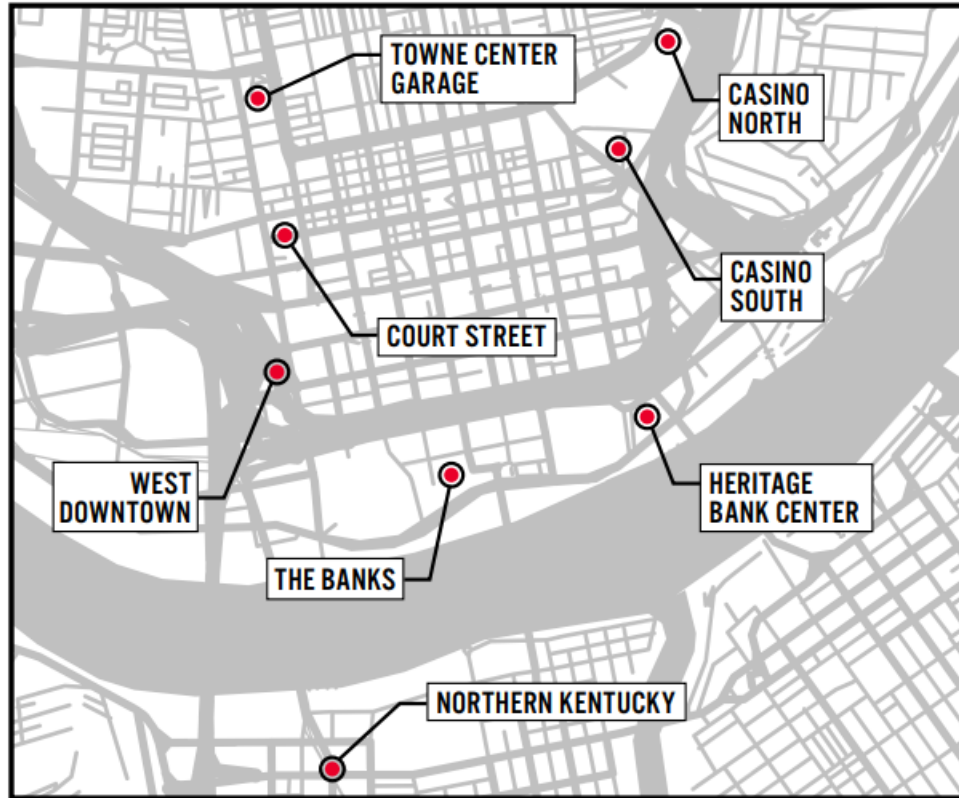 TOWNE CENTER
GARAGE
CASINO
NORTH
CASINO
SOUTH
COURT STREET
WEST
DOWNTOWN
HERITAGE
BANK CENTER
THE BANKS
NORTHERN KENTUCKY